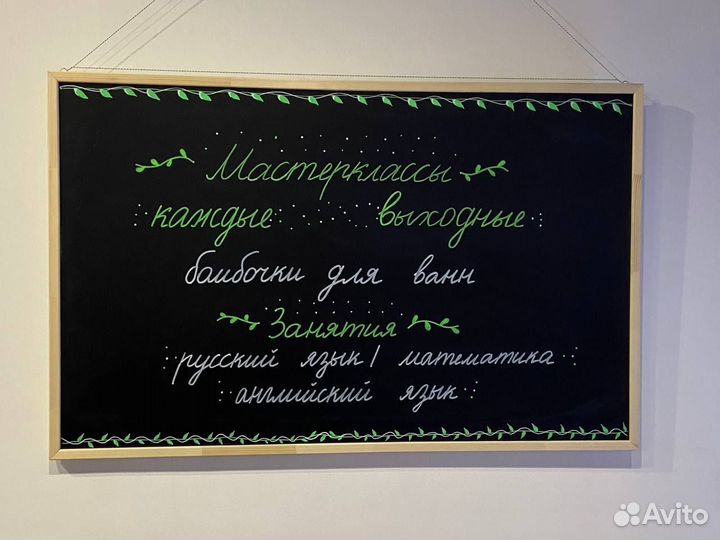 Мастерклассы
каждые выходные
бомбочки для ванн
Занятия
русский язык / математика
английский язык
Avito